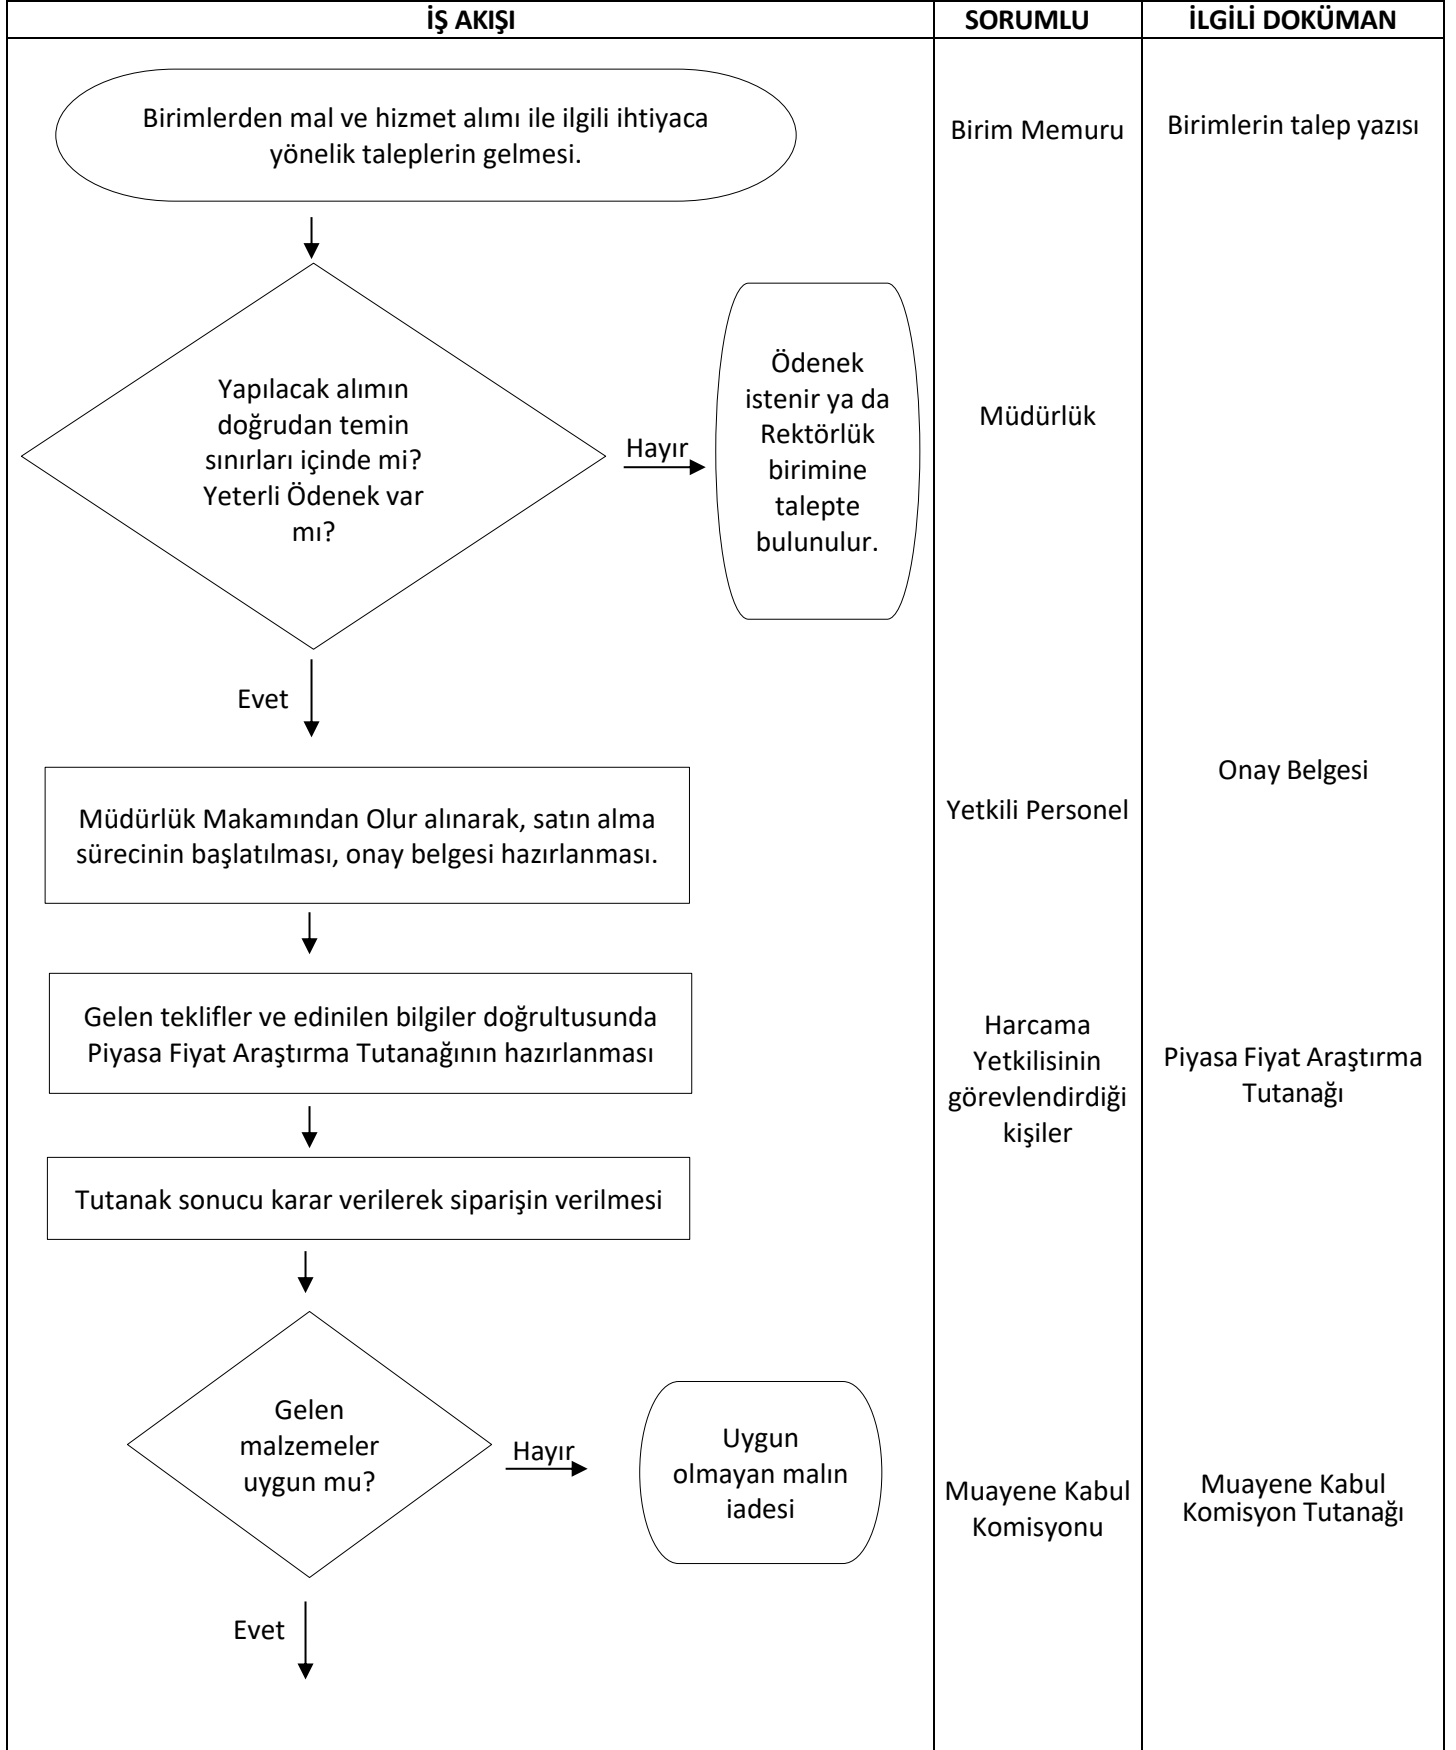 İŞ AKIŞI
SORUMLU
İLGİLİ DOKÜMAN
Birimlerden mal ve hizmet alımı ile ilgili ihtiyaca
yönelik taleplerin gelmesi.
Birim Memuru
Birimlerin talep yazısı
Yapılacak alımın
doğrudan temin
sınırları içinde mi?
Yeterli Ödenek var
mı?
Hayır
Ödenek
istenir ya da
Rektörlük
birimine
talepte
bulunulur.
Müdürlük
Evet
Müdürlük Makamından Olur alınarak, satın alma
sürecinin başlatılması, onay belgesi hazırlanması.
Yetkili Personel
Onay Belgesi
Gelen teklifler ve edinilen bilgiler doğrultusunda
Piyasa Fiyat Araştırma Tutanağının hazırlanması
Harcama
Yetkilisinin
görevlendirdiği
kişiler
Piyasa Fiyat Araştırma
Tutanağı
Tutanak sonucu karar verilerek siparişin verilmesi
Gelen
malzemeler
uygun mu?
Hayır
Uygun
olmayan malın
iadesi
Muayene Kabul
Komisyonu
Muayene Kabul
Komisyon Tutanağı
Evet